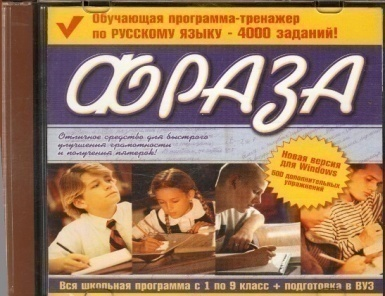 Обучающая программа-тренажер
по РУССКОМУ ЯЗЫКУ - 4000 заданий!
ФРАЗА
Отличное средство для быстрого
улучшения грамотности
и получения пятерок!
Новая версия
для Windows
600 дополнительных
упражнений
Вся школьная программа с 1 по 9 класс + подготовка в ВУЗ